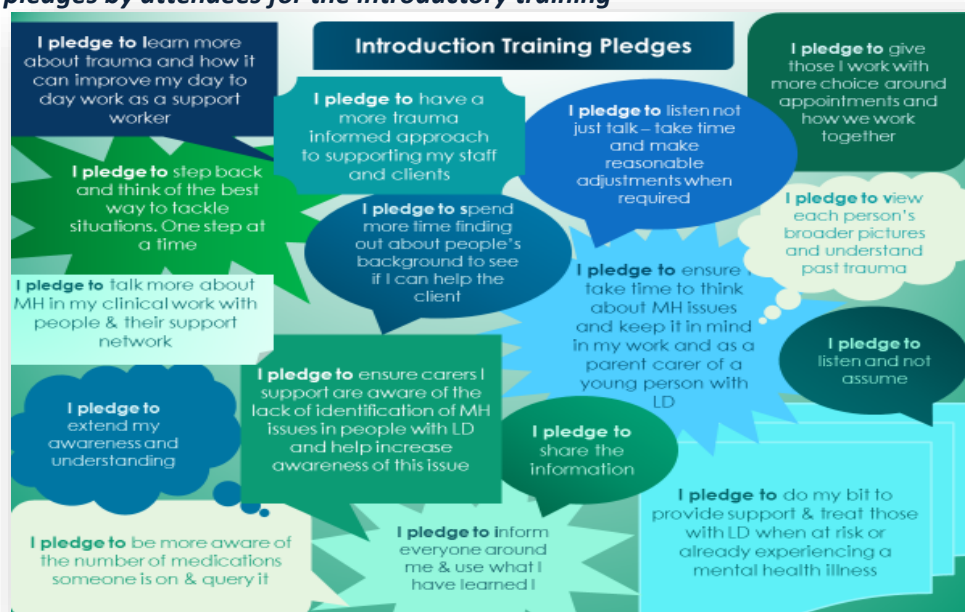 pledges by attendees for the introductory training
Introduction Training Pledges
I pledge to learn more
about trauma and how it
can improve my day to
day work as a support
worker
I pledge to have a
more trauma
informed approach
to supporting my staff
and clients
I pledge to listen not
just talk – take time
and make
reasonable
adjustments when
required
I pledge to give
those I work with
more choice around
appointments and
how we work
together
I pledge to step back
and think of the best
way to tackle
situations. One step at
a time
I pledge to spend
more time finding
out about people's
background to see
if I can help the
client
I pledge to view
each person's
broader pictures
and understand
past trauma
I pledge to talk more about
MH in my clinical work with
people & their support
network
I pledge to ensure I
take time to think
about MH issues
and keep it in mind
in my work and as a
parent carer of a
young person with
LD
I pledge to
listen and not
assume
I pledge to ensure carers I
support are aware of the
lack of identification of MH
issues in people with LD
and help increase
awareness of this issue
I pledge to
extend my
awareness and
understanding
I pledge to
share the
information
I pledge to do my bit to
provide support & treat those
with LD when at risk or
already experiencing a
mental health illness
I pledge to be more aware of
the number of medications
someone is on & query it
I pledge to inform
everyone around
me & use what I
have learned I